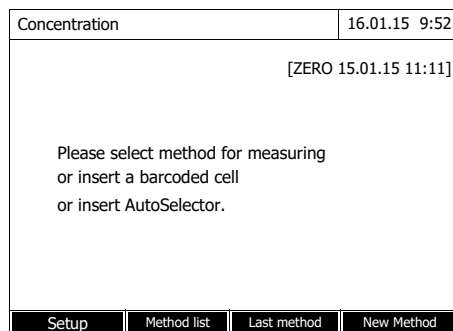 Concentration 16.01.15 9:52
[ZERO 15.01.15 11:11]
Please select method for measuring
or insert a barcoded cell
or insert AutoSelector.
Setup Method list Last method New Method